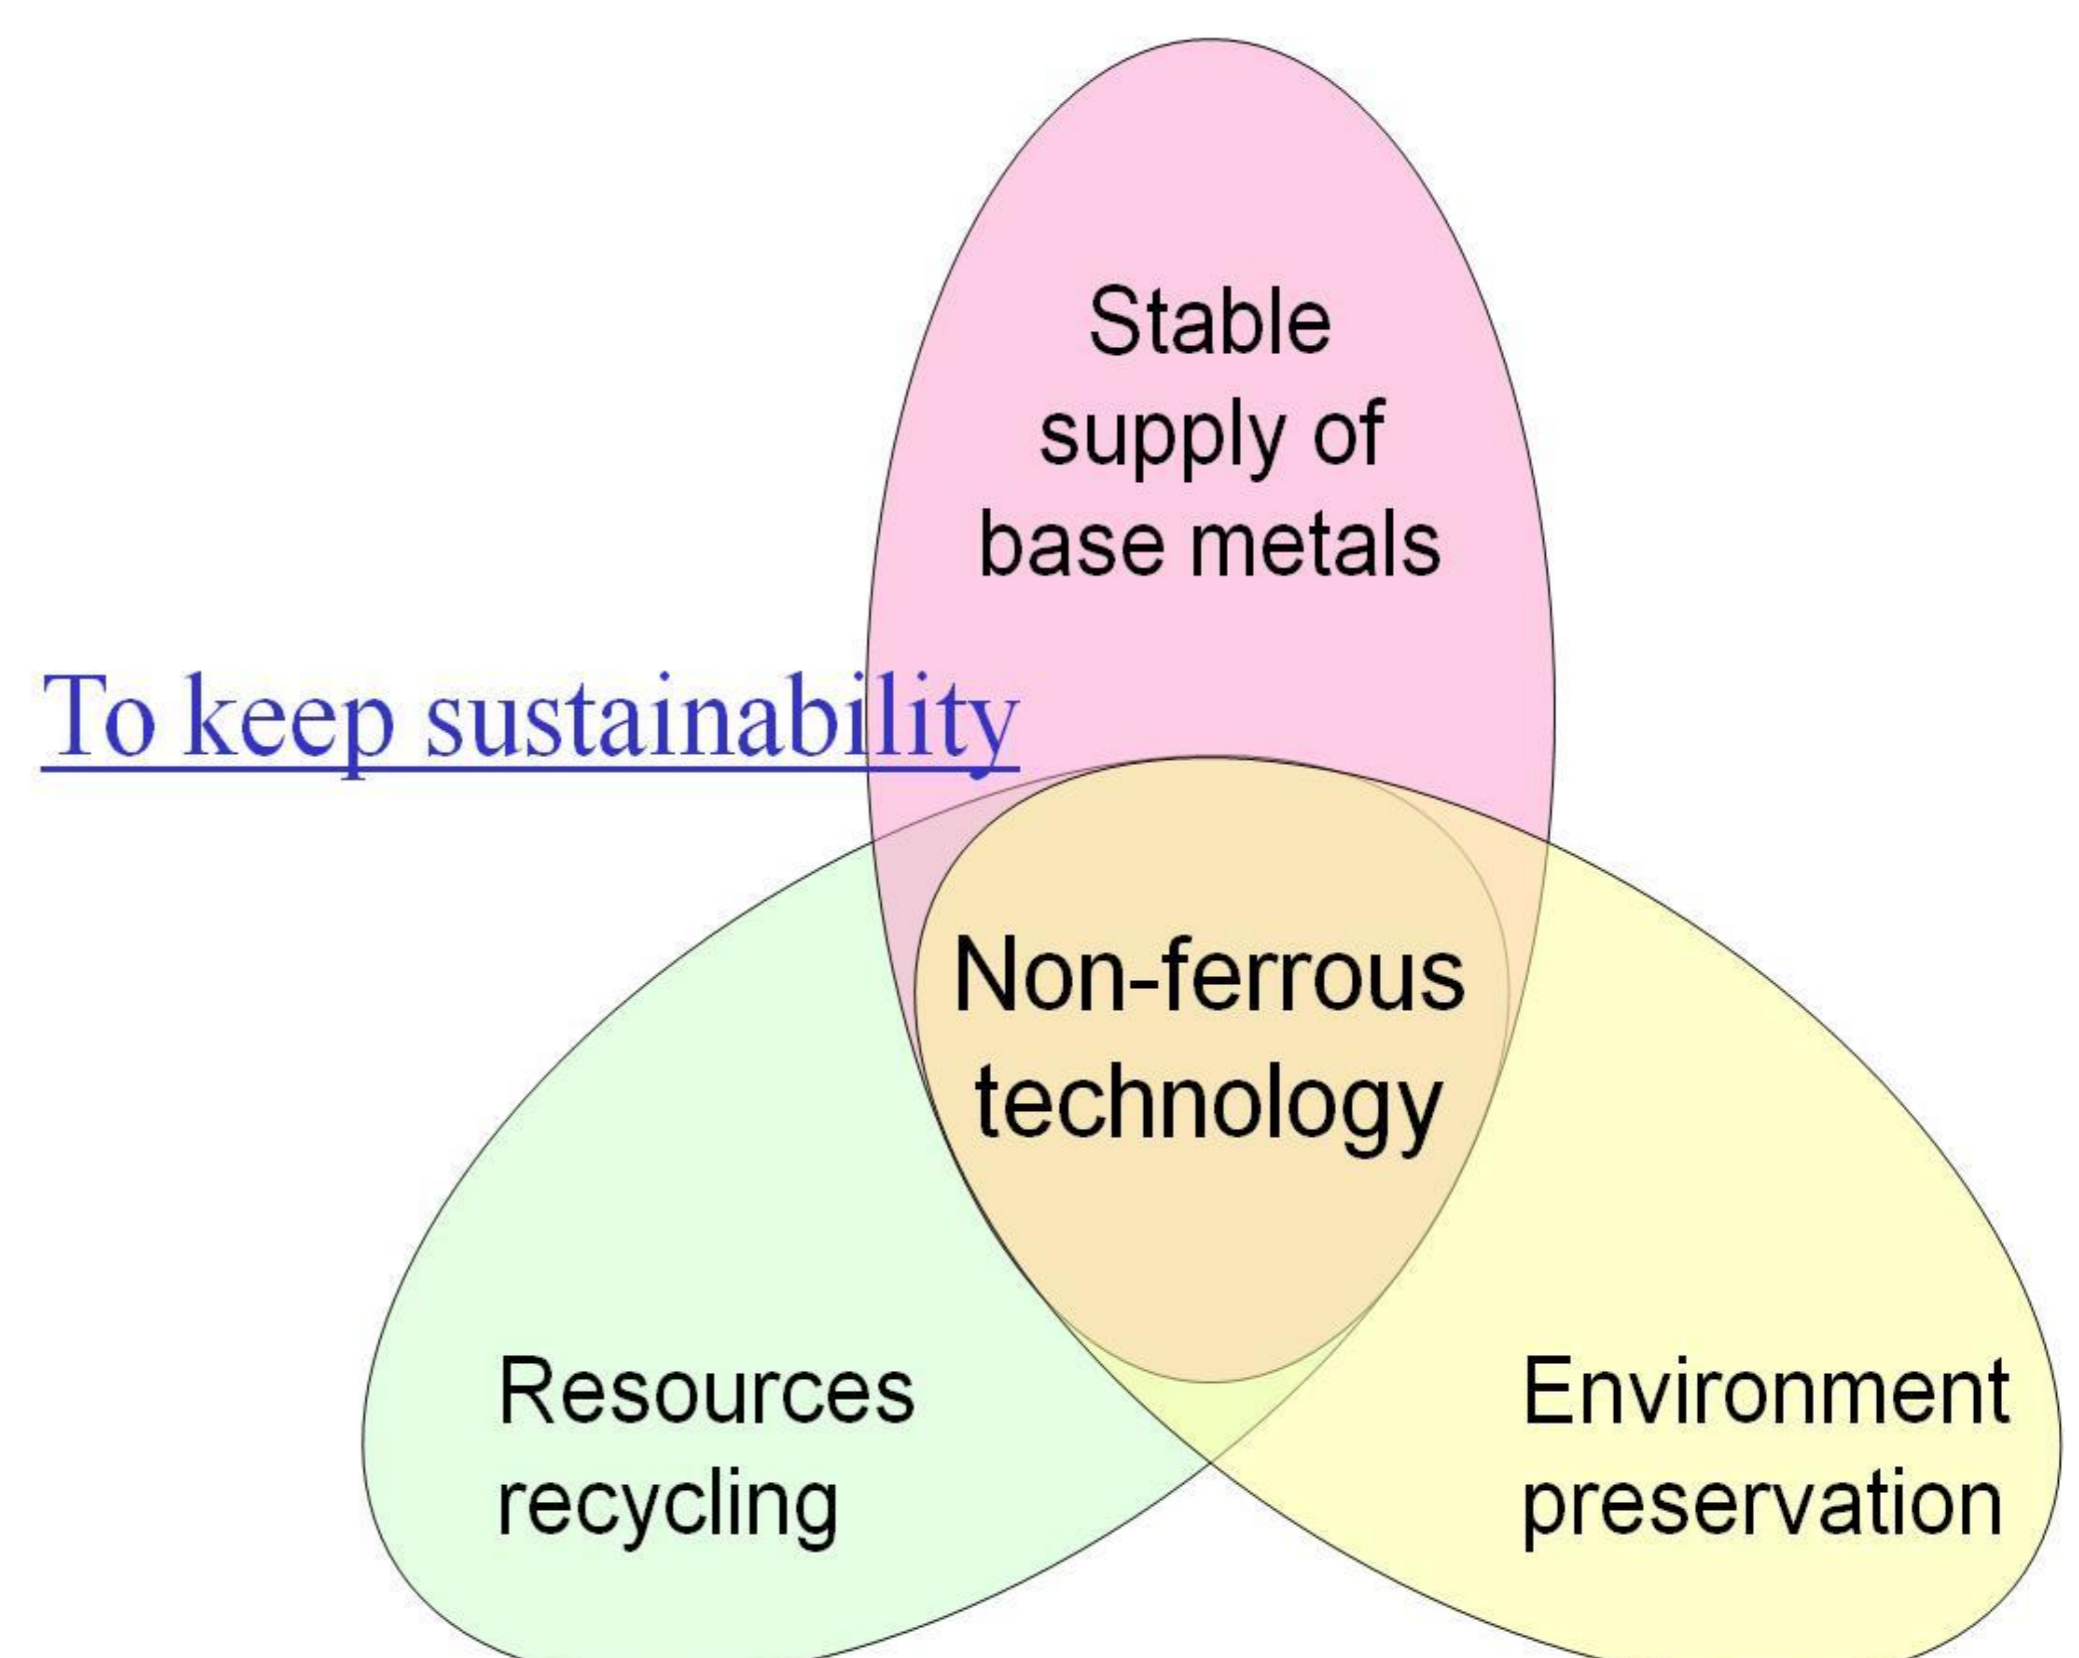 Stable
supply of
base metals
To keep sustainability
Non-ferrous
technology
Resources
recycling
Environment
preservation